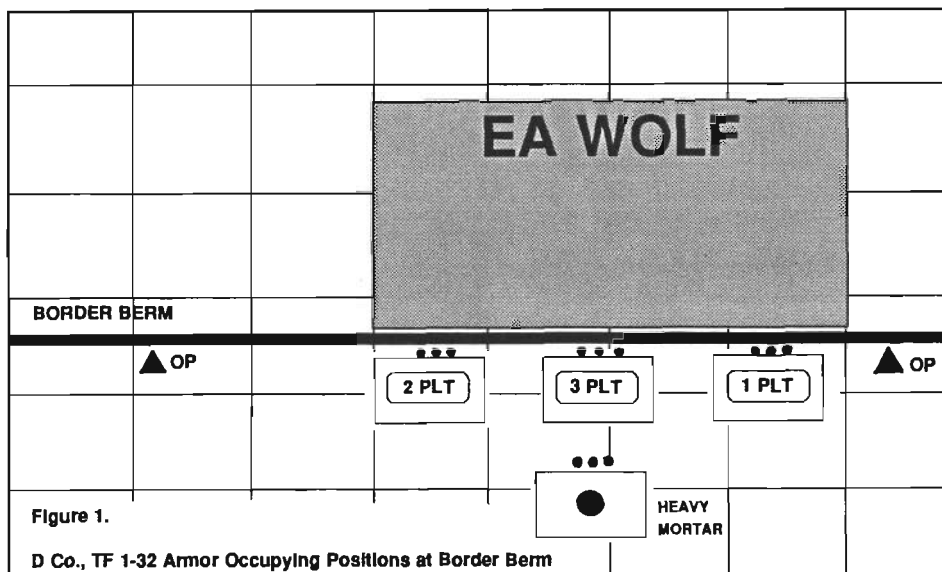 EA WOLF
BORDER BERM
OP
2 PLT
3 PLT
1 PLT
OP
HEAVY
MORTAR
Figure 1.
D Co., TF 1-32 Armor Occupying Positions at Border Berm